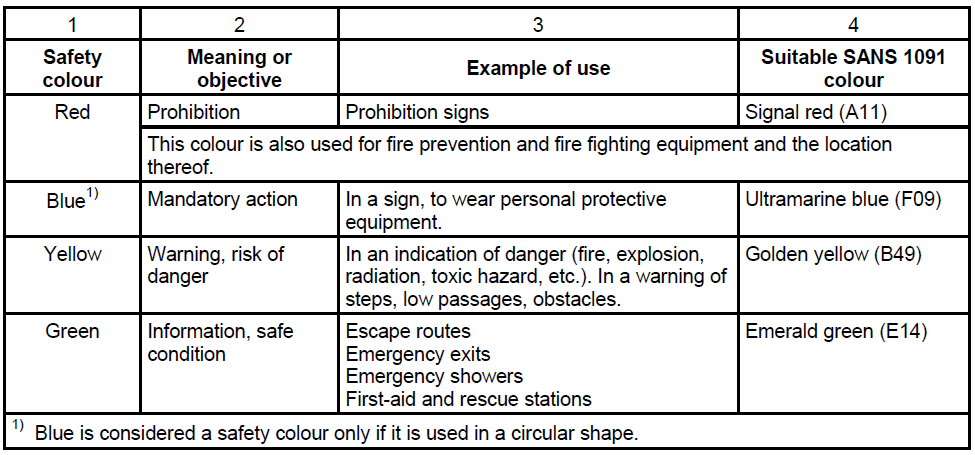 1 2 3 4
Safety colour Meaning or objective Example of use Suitable SANS 1091 colour
Red Prohibition Prohibition signs Signal red (A11)
This colour is also used for fire prevention and fire fighting equipment and the location
thereof.
Blue1) Mandatory action In a sign, to wear personal protective equipment. Ultramarine blue (F09)
Yellow Warning, risk of danger In an indication of danger (fire, explosion, radiation, toxic hazard, etc.). In a warning of steps, low passages, obstacles. Golden yellow (B49)
Green Information, safe condition Escape routes
Emergency exits
Emergency showers
First-aid and rescue stations
Emerald green (E14)
1) Blue is considered a safety colour only if it is used in a circular shape.